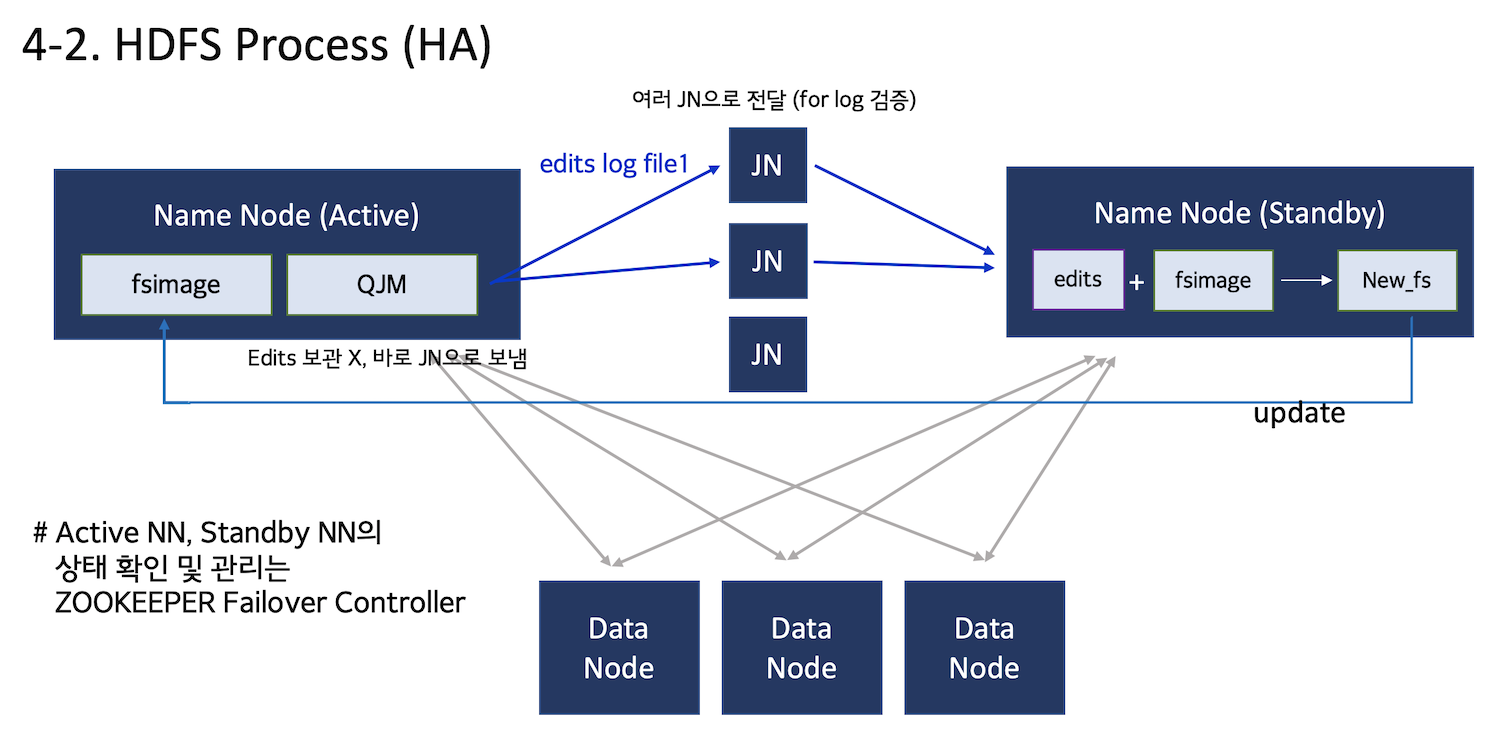 4-2. HDFS Process (HA)
여러 JN으로 전달 (for log 검증)
edits log file1
JN
JN
JN
Name Node (Active)
fsimage
QJM
Edits 보관 X, 바로 JN으로 보냄
Name Node (Standby)
edits
+
fsimage
New_fs
update
# Active NN, Standby NN의
상태 확인 및 관리는
ZOOKEEPER Failover Controller
Data
Node
Data
Node
Data
Node